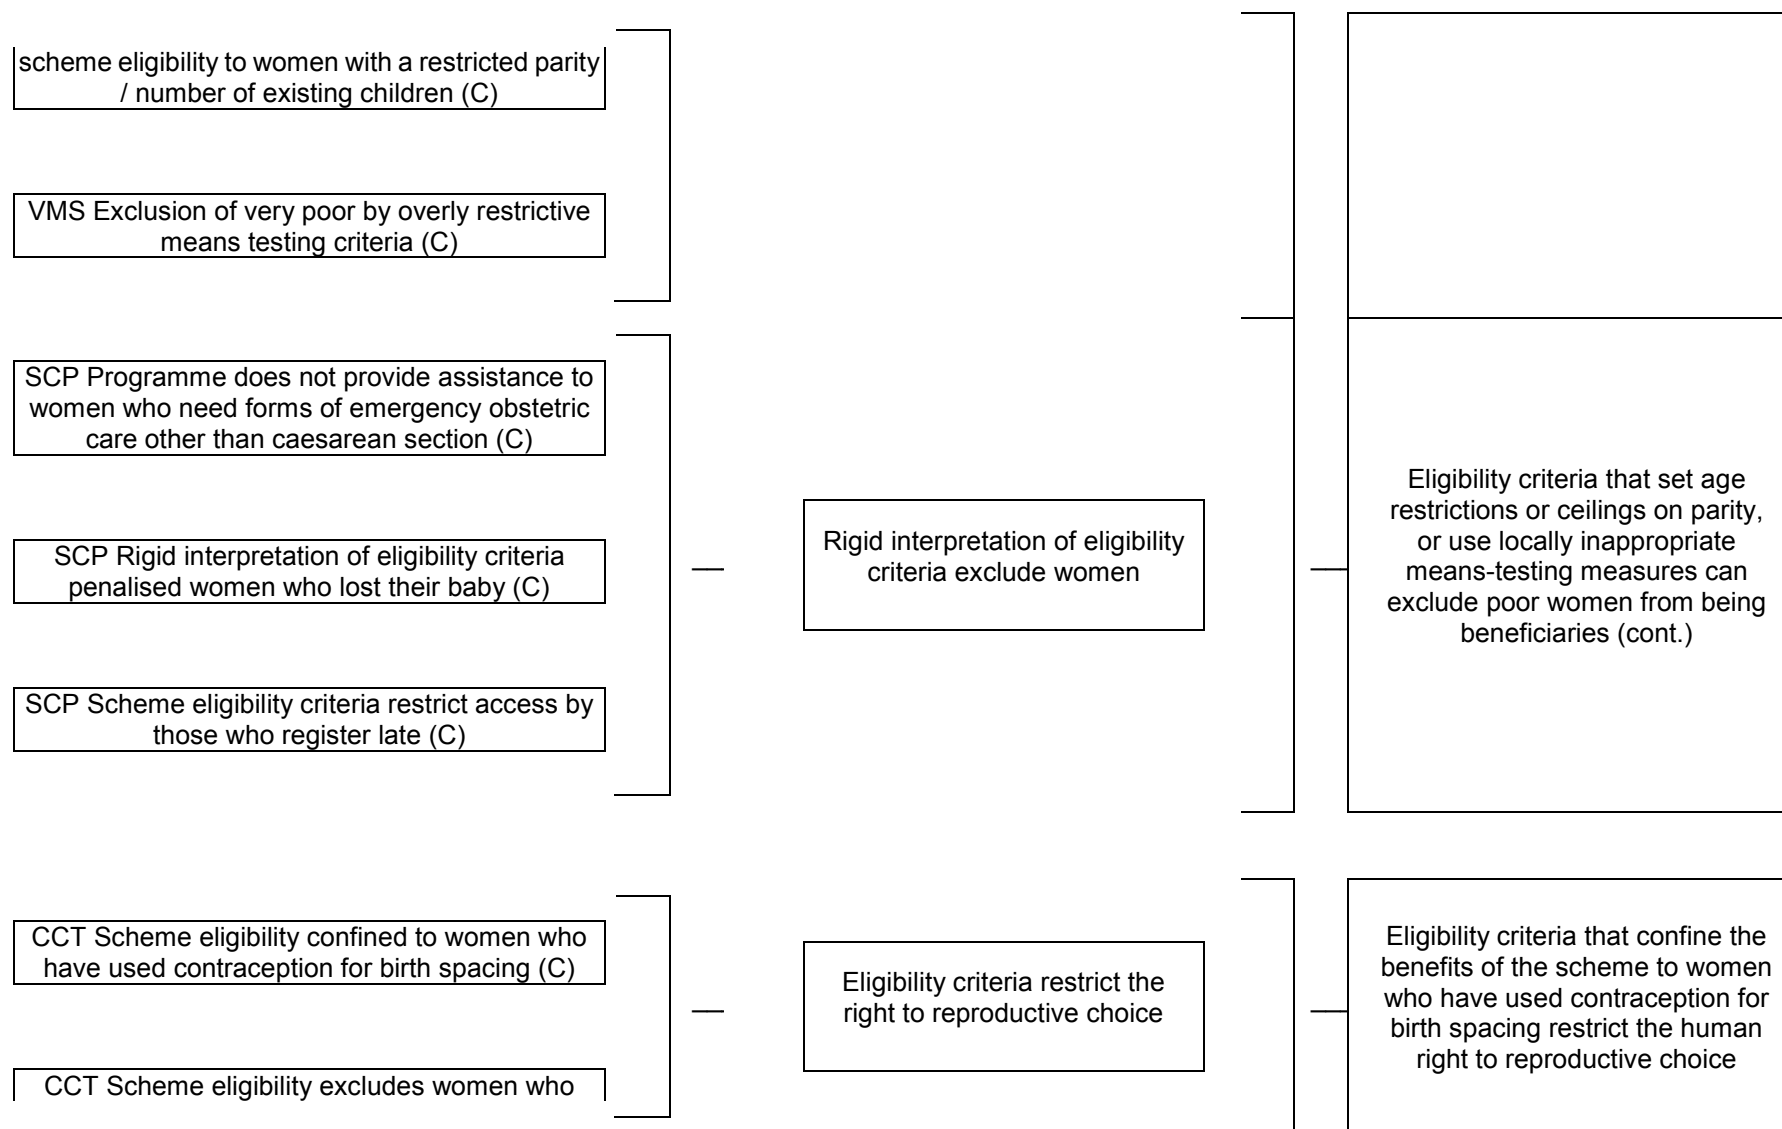 scheme eligibility to women with a restricted parity
/ number of existing children (C)
VMS Exclusion of very poor by overly restrictive
means testing criteria (C)
SCP Programme does not provide assistance to
women who need forms of emergency obstetric
care other than caesarean section (C)
SCP Rigid interpretation of eligibility criteria
penalised women who lost their baby (C)
SCP Scheme eligibility criteria restrict access by
those who register late (C)
Rigid interpretation of eligibility
criteria exclude women
Eligibility criteria that set age
restrictions or ceilings on parity,
or use locally inappropriate
means-testing measures can
exclude poor women from being
beneficiaries (cont.)
CCT Scheme eligibility confined to women who
have used contraception for birth spacing (C)
CCT Scheme eligibility excludes women who
Eligibility criteria restrict the
right to reproductive choice
Eligibility criteria that confine the
benefits of the scheme to women
who have used contraception for
birth spacing restrict the human
right to reproductive choice